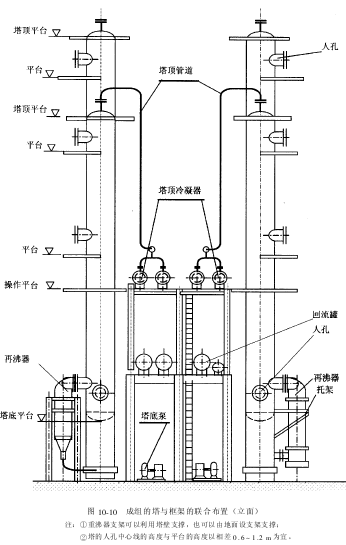 塔顶平台
人孔
平台
塔顶管道
塔顶平台
平台
塔顶冷凝器
平台
操作平台
回流罐
人孔
再沸器
再沸器
托架
塔底平台
塔底泵
图 10-10 成组的塔与框架的联合布置(立面)
注: ①重沸器支架可以利用塔壁支撑, 也可以由地面设支架支撑;
②塔的人孔中心线的高度与平台的高度以相差 0.6~1.2 m 为宜。